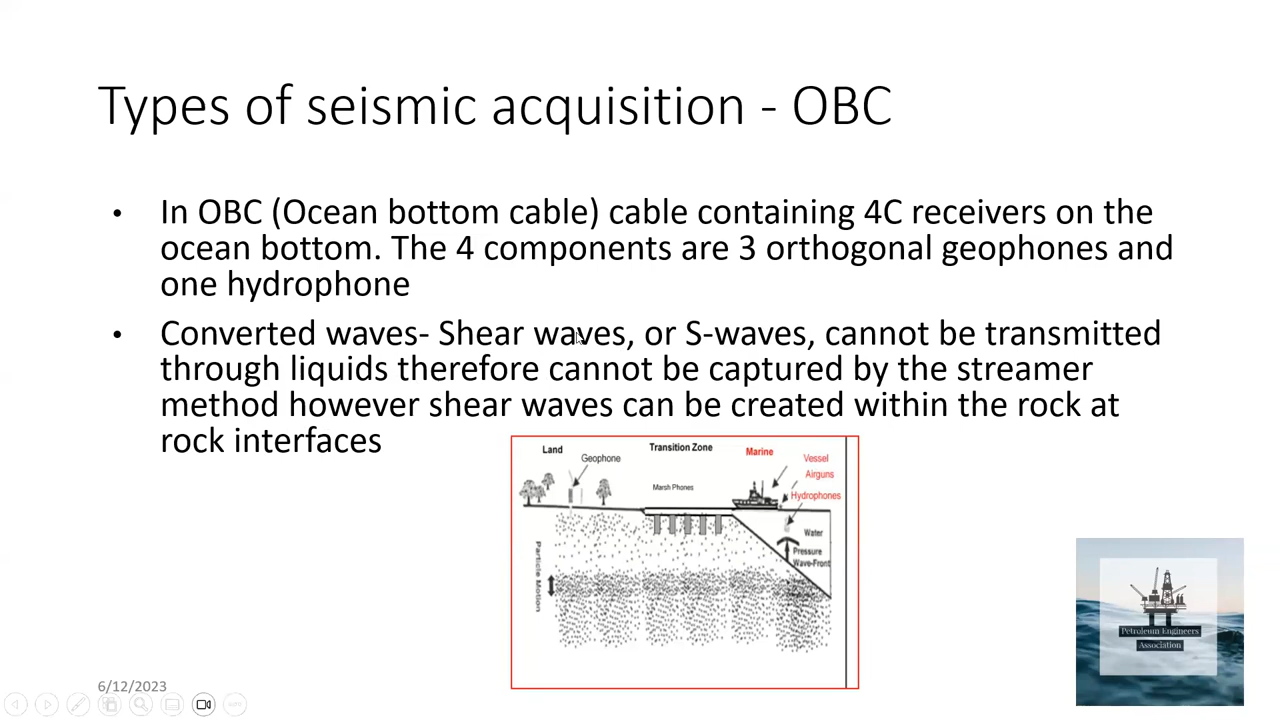 Types of seismic acquisition - OBC
• In OBC (Ocean bottom cable) cable containing 4C receivers on the
ocean bottom. The 4 components are 3 orthogonal geophones and
one hydrophone
• Converted waves- Shear waves, or S-waves, cannot be transmitted
through liquids therefore cannot be captured by the streamer
method however shear waves can be created within the rock at
rock interfaces
Land
Transition Zone
Marine
Geophone
Vessel
Airguns
Marsh Phones
Hydrophones
Water
Pressure
Wave-Front
Particle Motion
Petroleum Engineers
Association
6/12/2023